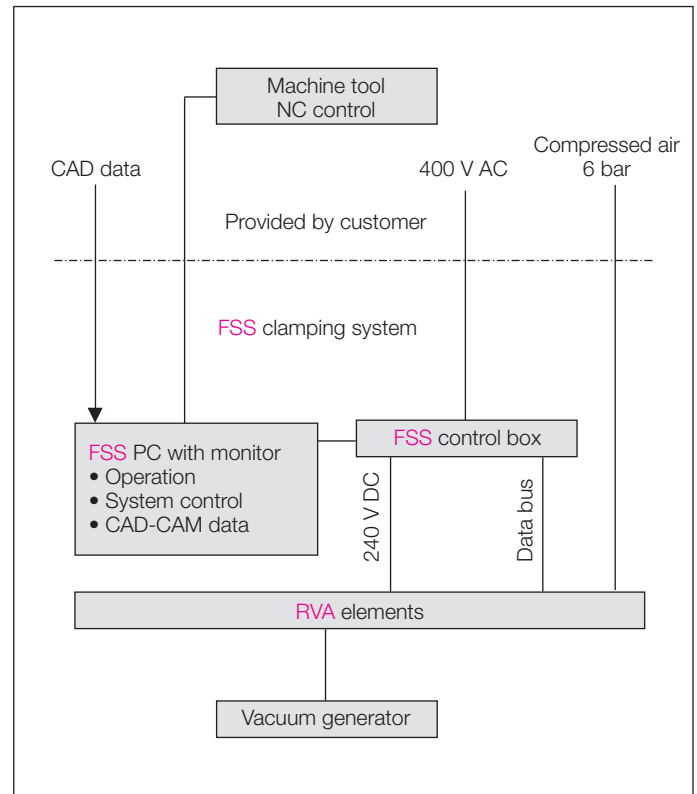 Machine tool
NC control
Compressed air
6 bar
CAD data
400 V AC
Provided by customer
FSS clamping system
FSS PC with monitor
• Operation
• System control
• CAD-CAM data
FSS control box
240 V DC
Data bus
RVA elements
Vacuum generator